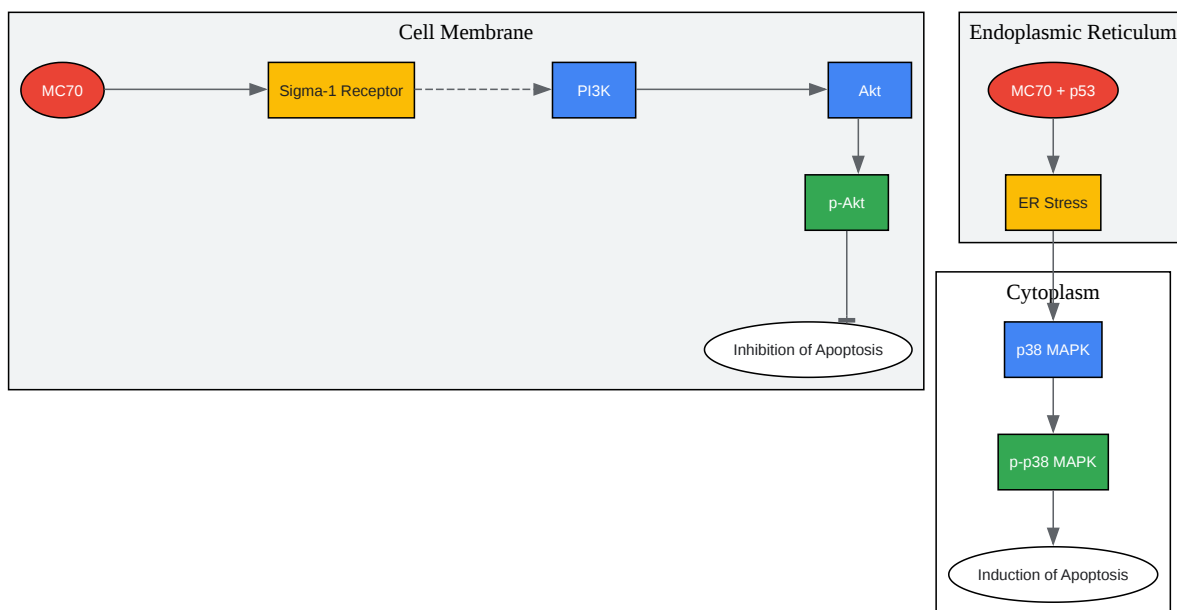 Cell Membrane
MC70
Sigma-1 Receptor
PI3K
Akt
p-Akt
Inhibition of Apoptosis
Endoplasmic Reticulum
MC70 + p53
ER Stress
Cytoplasm
p38 MAPK
p-p38 MAPK
Induction of Apoptosis